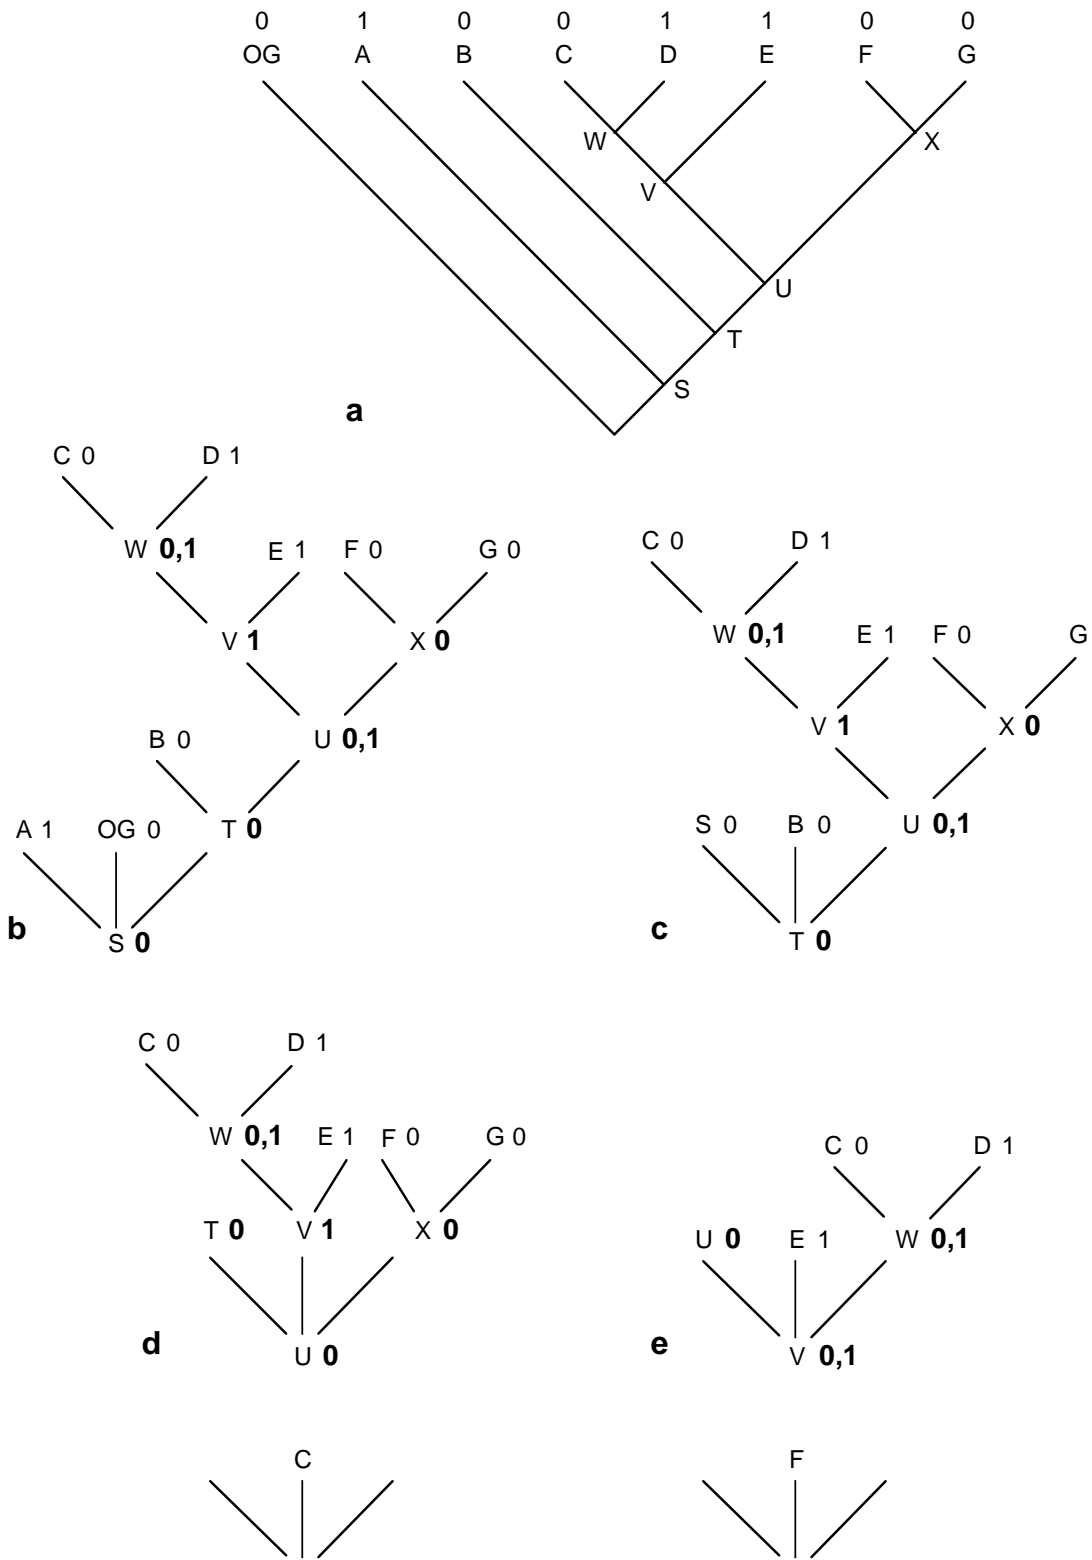 0 1 0 0 1 1 0 0
OG A B C D E F G
W X
V
U
T
S
a
C 0 D 1
W 0,1 E 1 F 0 G 0
V 1 X 0
B 0 U 0,1
A 1 OG 0 T 0
b S 0
C 0 D 1
W 0,1 E 1 F 0 G
V 1 X 0
S 0 B 0 U 0,1
c T 0
C 0 D 1
W 0,1 E 1 F 0 G 0
T 0 V 1 X 0
d U 0
C 0 D 1
U 0 E 1 W 0,1
e V 0,1
C
F